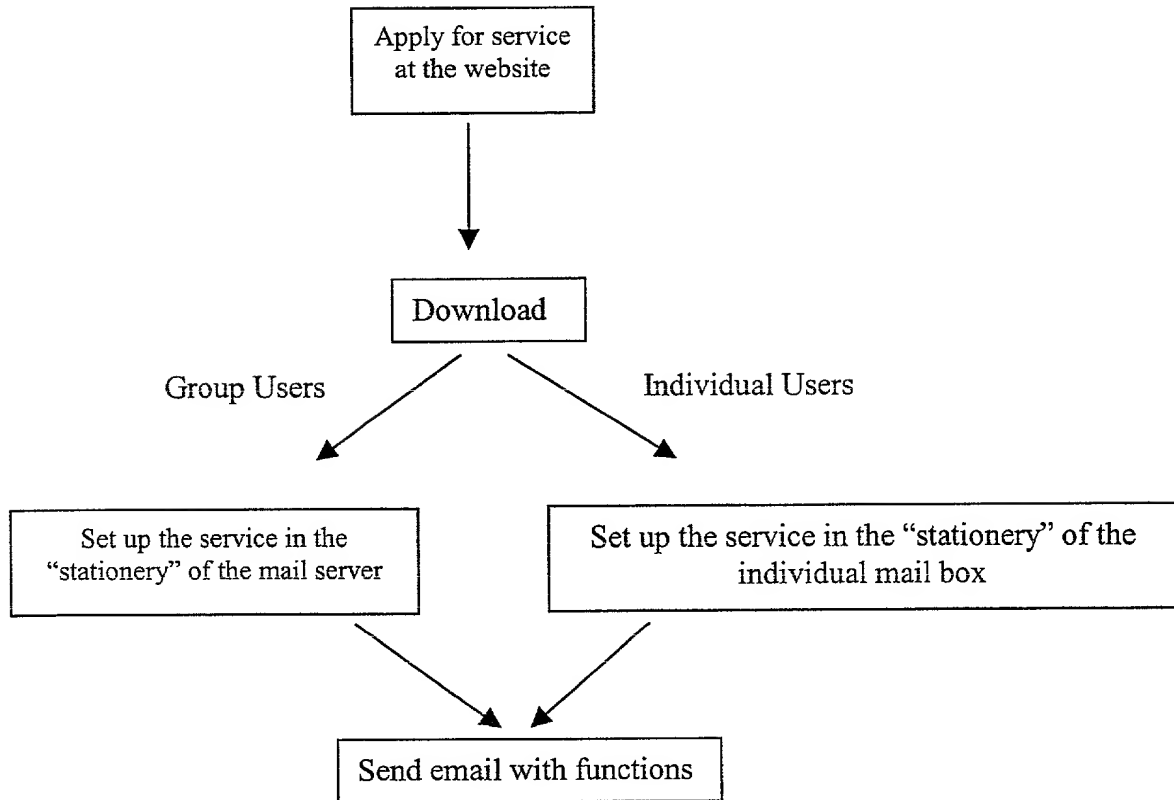 Apply for service
at the website
Download
Group Users
Individual Users
Set up the service in the
“stationery” of the mail server
Set up the service in the “stationery” of the
individual mail box
Send email with functions